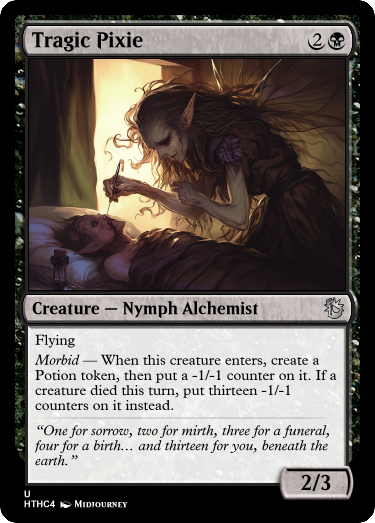 Tragic Pixie 2
Creature — Nymph Alchemist
Flying
Morbid — When this creature enters, create a
Potion token, then put a -1/-1 counter on it. If a
creature died this turn, put thirteen -1/-1
counters on it instead.
“One for sorrow, two for mirth, three for a funeral,
four for a birth… and thirteen for you, beneath the
earth.”
2/3
U
HTHC4 Midjourney